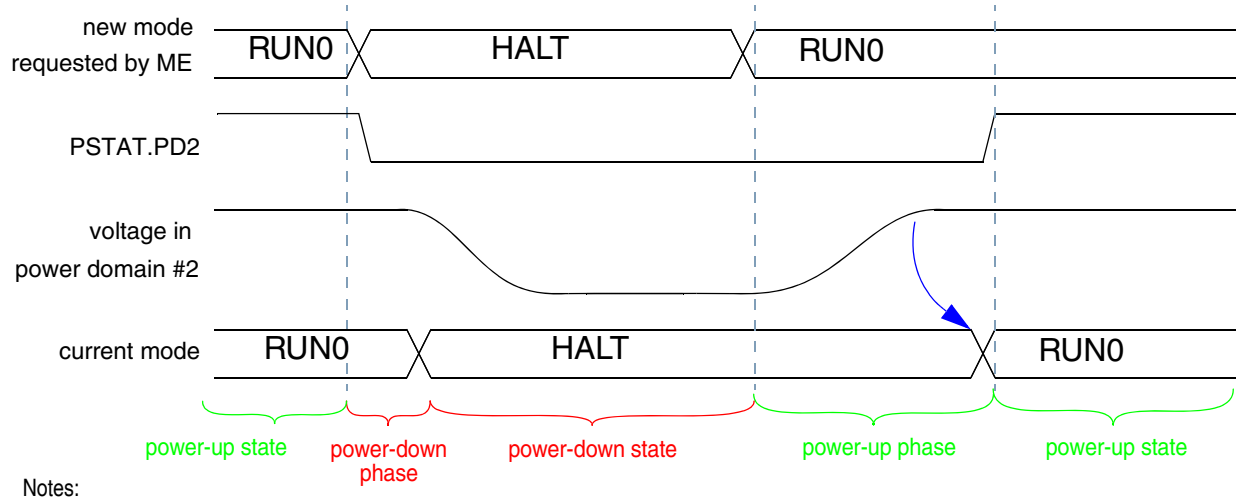 new mode
requested by ME
RUN0 HALT RUN0
PSTAT.PD2
voltage in
power domain #2
current mode
RUN0 HALT RUN0
power-up state
power-down
phase
power-down state
power-up phase
power-up state
Notes: